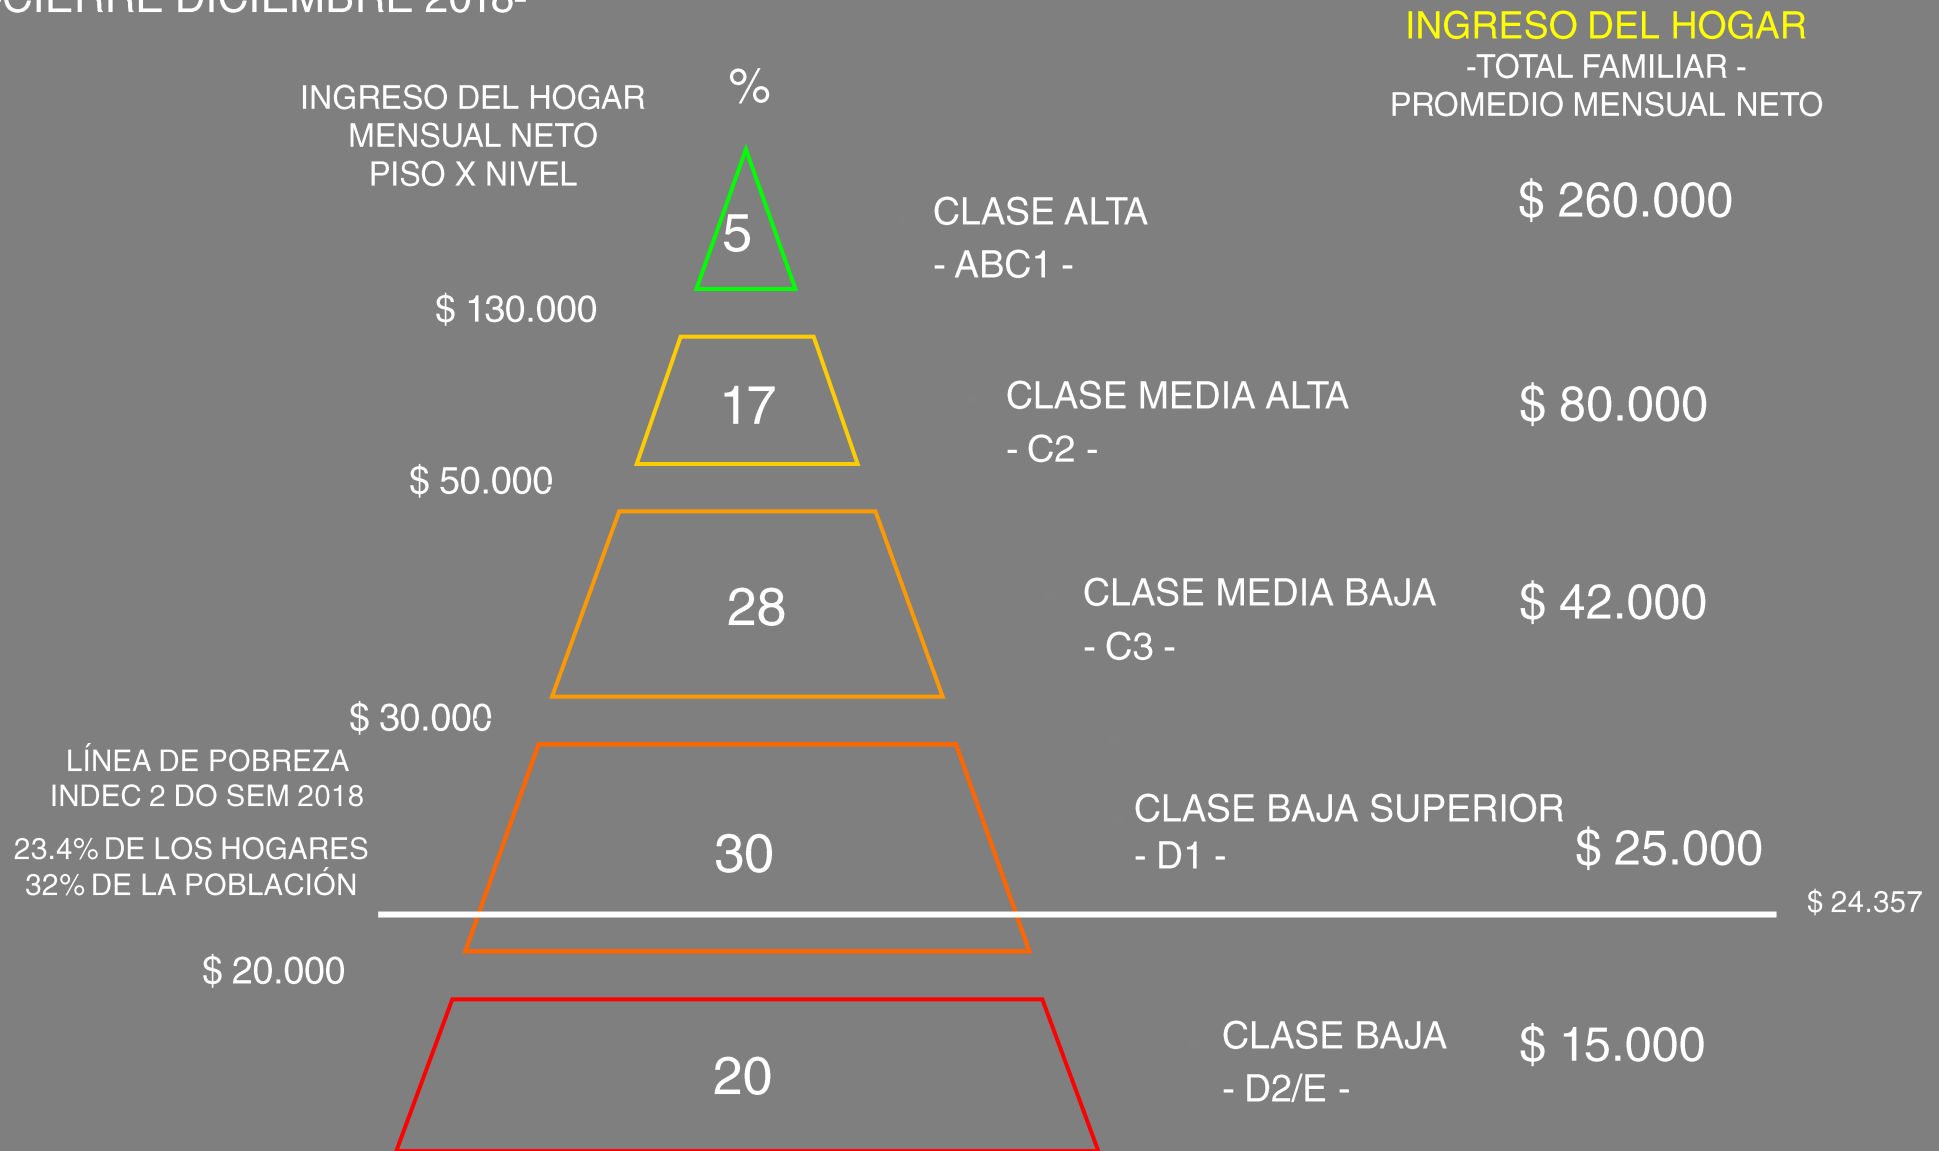 CIERRE DICIEMBRE 2018-
INGRESO DEL HOGAR
-TOTAL FAMILIAR -
PROMEDIO MENSUAL NETO
INGRESO DEL HOGAR
MENSUAL NETO
PISO X NIVEL
%
5
CLASE ALTA
- ABC1 -
$ 260.000
$ 130.000
17
CLASE MEDIA ALTA
- C2 -
$ 80.000
$ 50.000
28
CLASE MEDIA BAJA
- C3 -
$ 42.000
$ 30.000
LÍNEA DE POBREZA
INDEC 2 DO SEM 2018
23.4% DE LOS HOGARES
32% DE LA POBLACIÓN
30
CLASE BAJA SUPERIOR
- D1 -
$ 25.000
$ 24.357
$ 20.000
20
CLASE BAJA
- D2/E -
$ 15.000